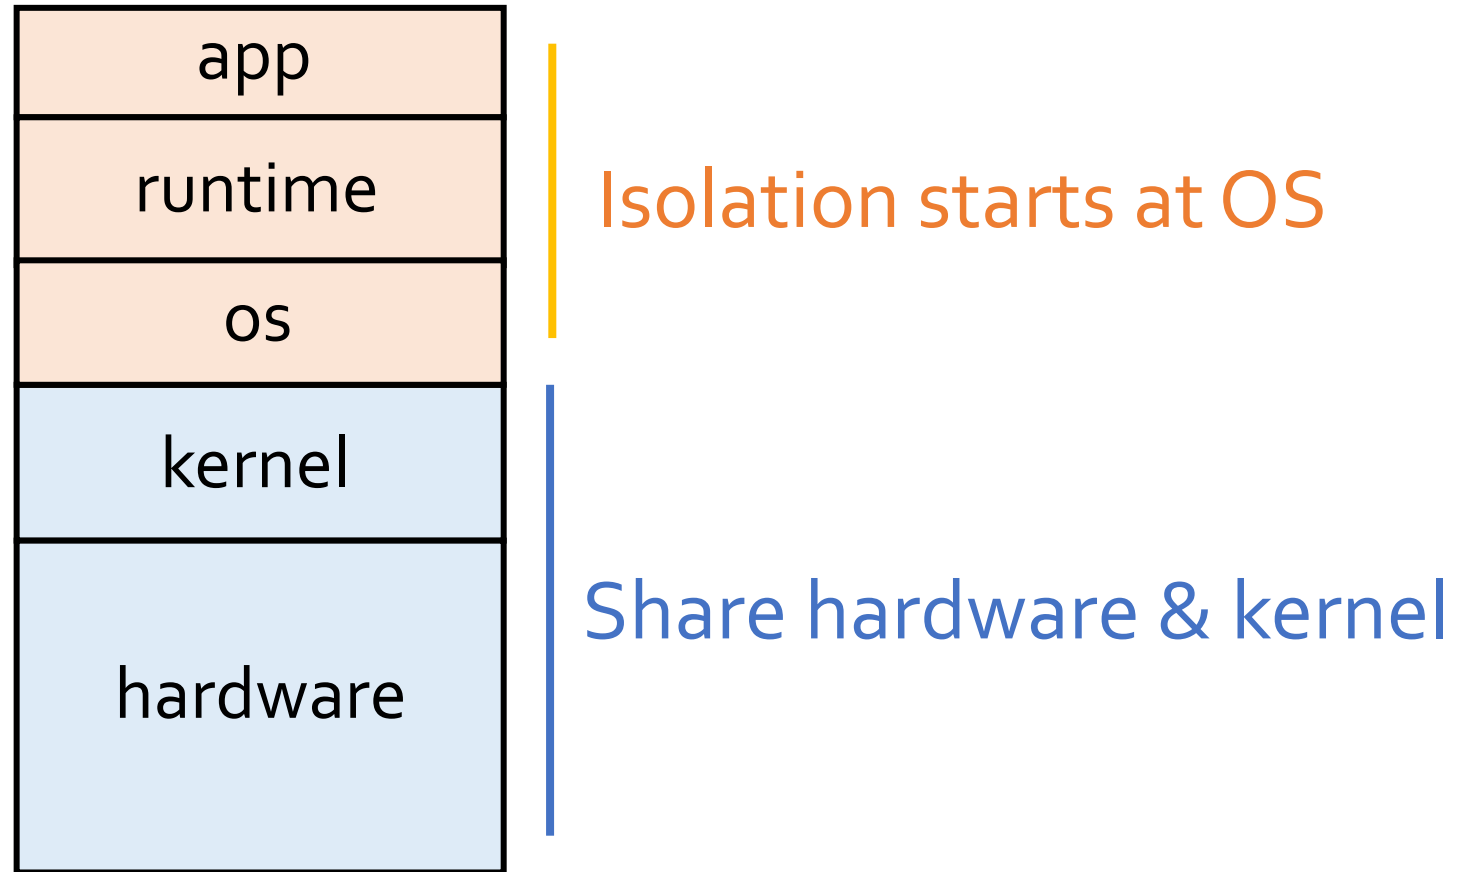 app
runtime
Isolation starts at OS
os
kernel
Share hardware & kernel
hardware